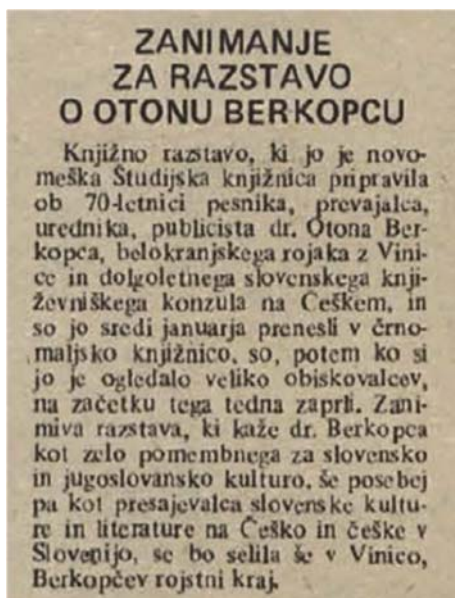 ZANIMANJE
ZA RAZSTAVO
O OTONU BERKOPCU
Knjižno razstavo, ki jo je novo-
meška Študijska knjižnica pripravila
ob 70-letnici pesnika, prevajalca,
urednika, publicista dr. Otona Ber-
kopca, belokranjskega rojaka z Vini-
ce in dolgoletnega slovenskega knji-
ževniškega konzula na Češkem, in
so jo sredi januarja prenesli v črno-
maljsko knjižnico, so, potem ko si
jo je ogledalo veliko obiskovalcev,
na začetku tega tedna zaprli. Zani-
miva razstava, ki kaže dr. Berkopca
kot zelo pomembnega za slovensko
in jugoslovansko kulturo, še posebej
pa kot presajevalca slovenske kultu-
re in literature na Češko in češke v
Slovenijo, se bo selila še v Vinico,
Berkopčev rojstni kraj.